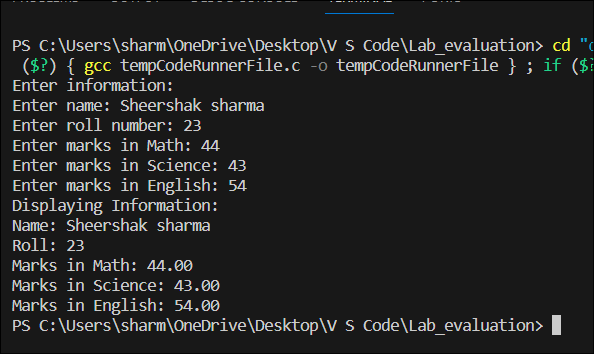 PS C:\Users\sharm\OneDrive\Desktop\V S Code\Lab_evaluation> cd "
($?) { gcc tempCodeRunnerFile.c -o tempCodeRunnerFile } ; if ($?
Enter information:
Enter name: Sheershak sharma
Enter roll number: 23
Enter marks in Math: 44
Enter marks in Science: 43
Enter marks in English: 54
Displaying Information:
Name: Sheershak sharma
Roll: 23
Marks in Math: 44.00
Marks in Science: 43.00
Marks in English: 54.00
PS C:\Users\sharm\OneDrive\Desktop\V S Code\Lab_evaluation>